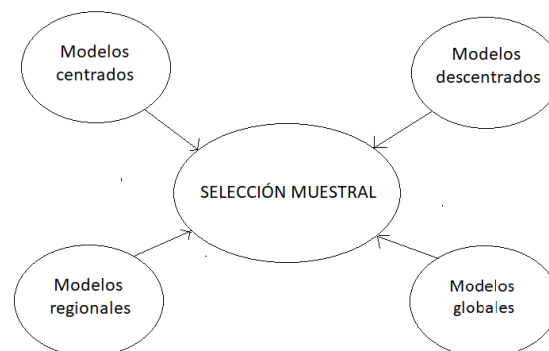 Modelos
centrados
Modelos
descentrados
SELECCIÓN MUESTRAL
Modelos
regionales
Modelos
globales